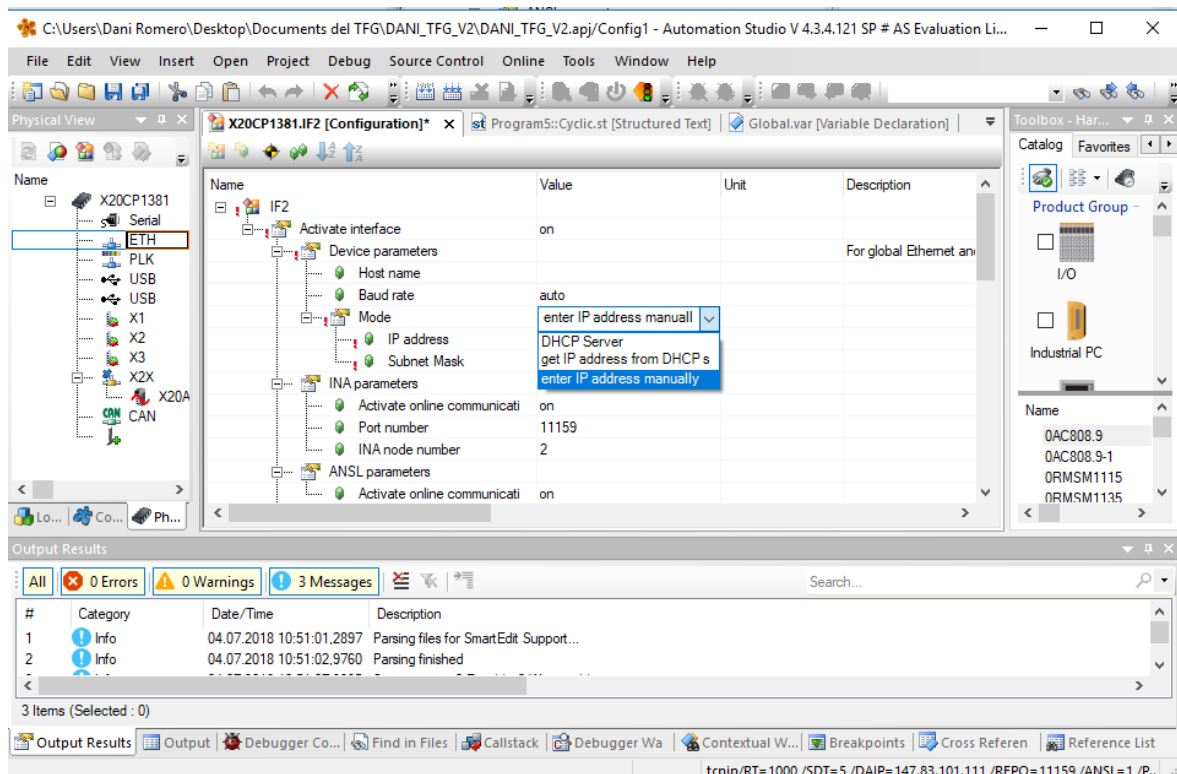 C:\Users\Dani Romero\Desktop\Documents del TFG\DANI_TFG_V2\DANI_TFG_V2.apj/Config1 - Automation Studio V 4.3.4.121 SP # AS Evaluation Li...
File Edit View Insert Open Project Debug Source Control Online Tools Window Help
Physical View
X20CP1381.IF2 [Configuration]* Program5::Cyclic.st [Structured Text] Global.var [Variable Declaration]
Toolbox - Har...
Catalog Favorites
Name
X20CP1381
Serial
ETH
PLK
USB
USB
X1
X2
X3
X2X
X20A
CAN
Lo... Co... Ph...
Name Value Unit Description
IF2
Activate interface on
Device parameters For global Ethernet an
Host name
Baud rate auto
Mode enter IP address manuall
IP address DHCP Server
Subnet Mask get IP address from DHCP s
INA parameters enter IP address manually
Activate online communicati on
Port number 11159
INA node number 2
ANSL parameters
Activate online communicati on
Product Group -
I/O
Industrial PC
Name
0AC808.9
0AC808.9-1
0RMSM1115
0RMSM1135
Output Results
All 0 Errors 0 Warnings 3 Messages Search...
# Category Date/Time Description
1 Info 04.07.2018 10:51:01,2897 Parsing files for SmartEdit Support...
2 Info 04.07.2018 10:51:02,9760 Parsing finished
3 Items (Selected : 0)
Output Results Output Debugger Co... Find in Files Callstack Debugger Wa Contextual W... Breakpoints Cross Referen Reference List
tcpip/RT=1000 /SDT=5 /DAIP=147.83.101.111 /REPO=11159 /ANSL=1 /P..